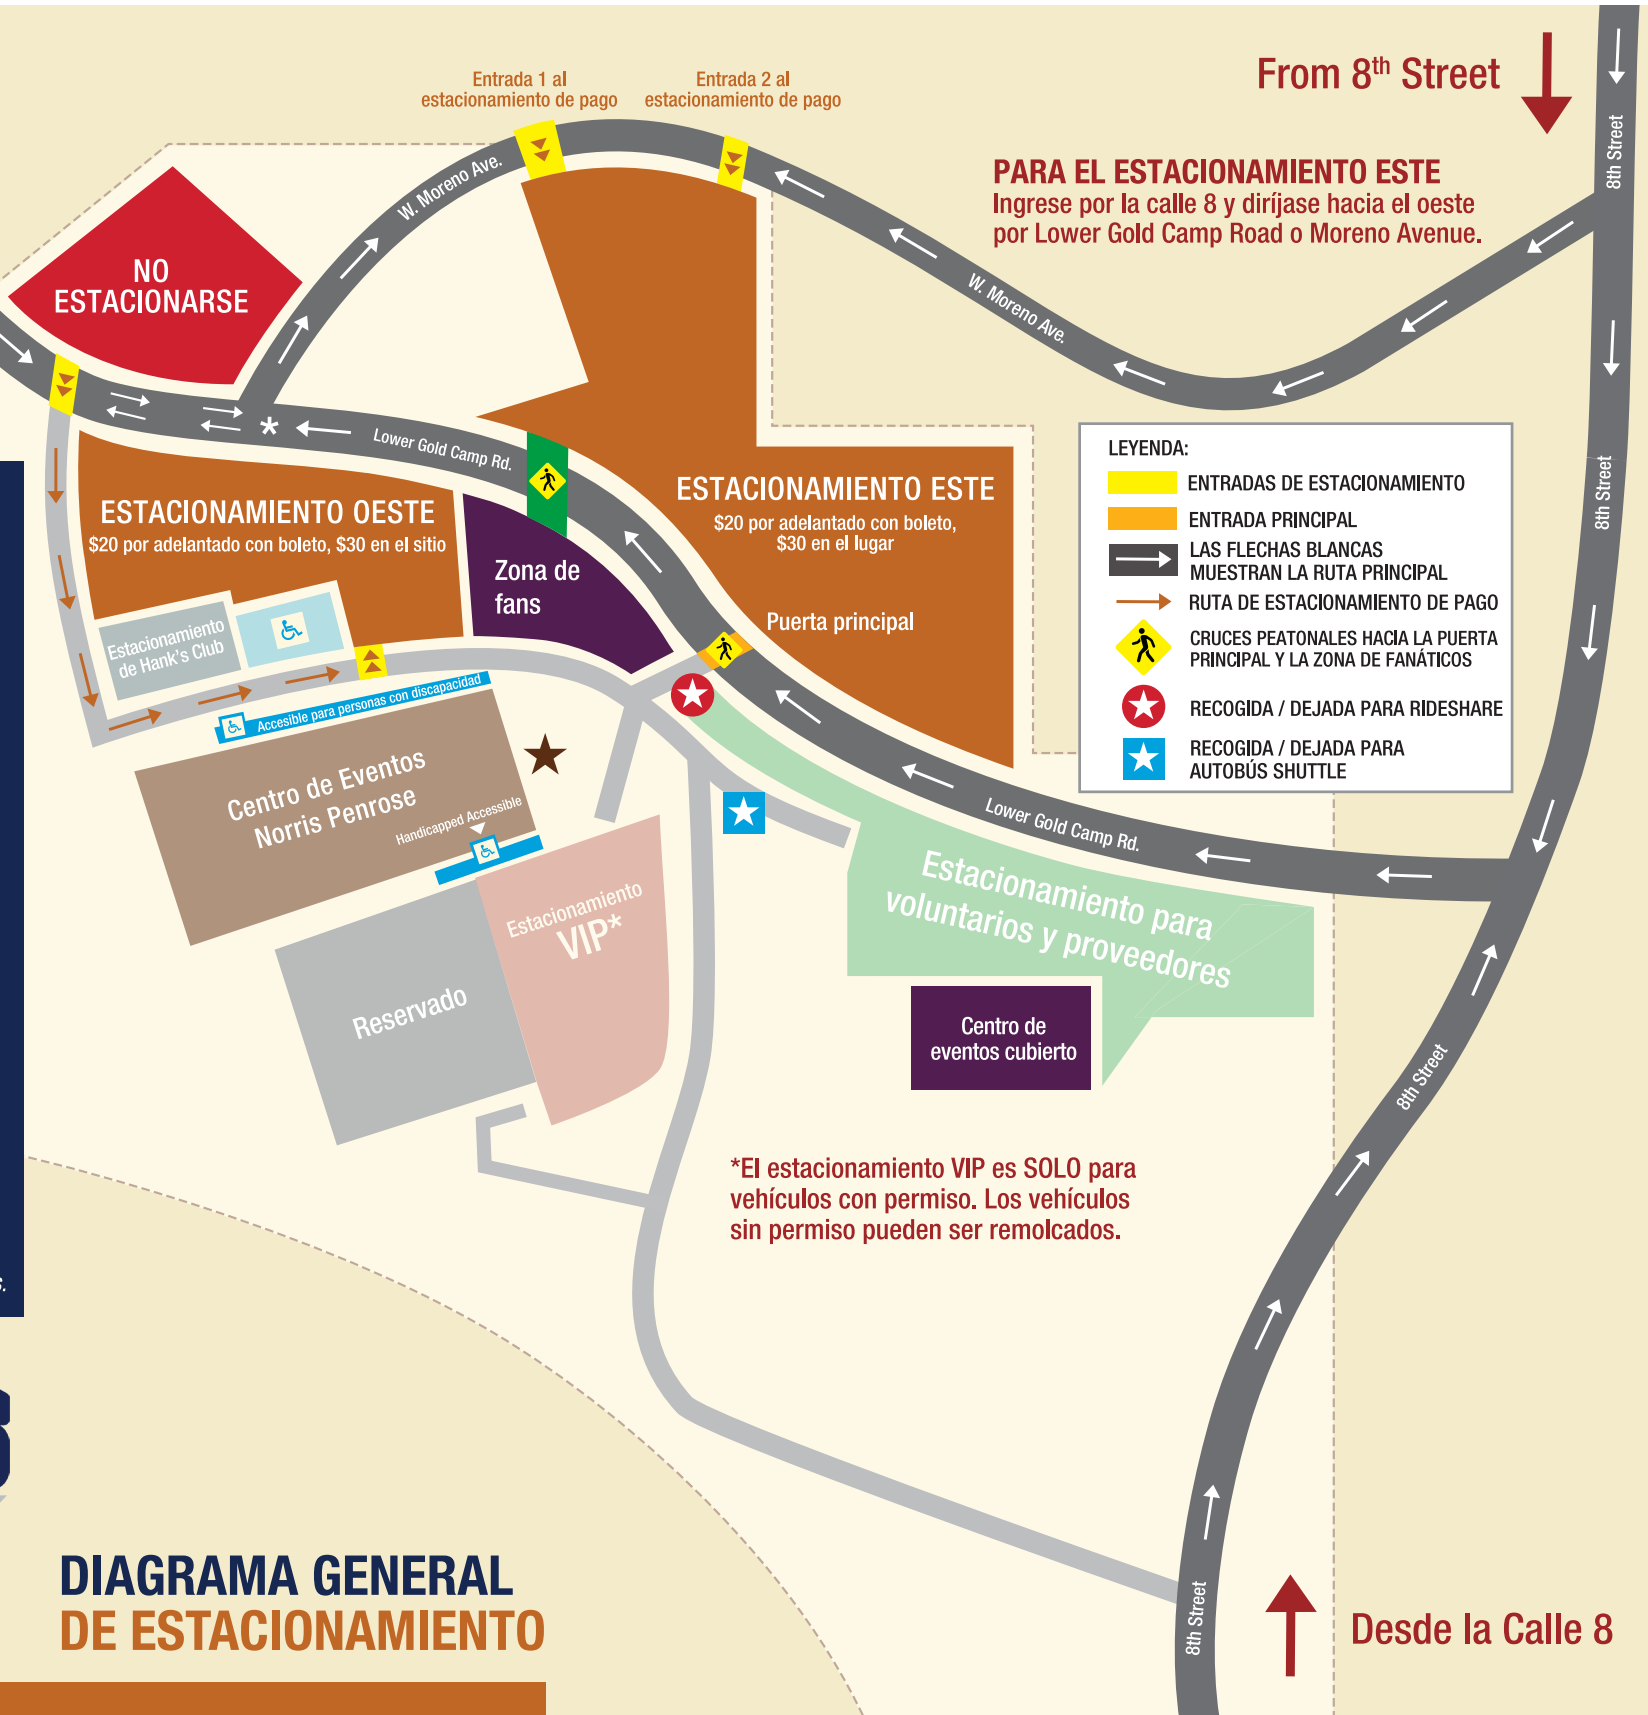 From 8th Street
Entrada 1 al
estacionamiento de pago
Entrada 2 al
estacionamiento de pago
8th Street
PARA EL ESTACIONAMIENTO ESTE
Ingrese por la calle 8 y diríjase hacia el oeste
por Lower Gold Camp Road o Moreno Avenue.
W. Moreno Ave.
NO
ESTACIONARSE
W. Moreno Ave.
*
Lower Gold Camp Rd.
LEYENDA:
ENTRADAS DE ESTACIONAMIENTO
ENTRADA PRINCIPAL
LAS FLECHAS BLANCAS
MUESTRAN LA RUTA PRINCIPAL
RUTA DE ESTACIONAMIENTO DE PAGO
CRUCES PEATONALES HACIA LA PUERTA
PRINCIPAL Y LA ZONA DE FANÁTICOS
RECOGIDA / DEJADA PARA RIDESHARE
RECOGIDA / DEJADA PARA
AUTOBÚS SHUTTLE
8th Street
ESTACIONAMIENTO OESTE
$20 por adelantado con boleto, $30 en el sitio
ESTACIONAMIENTO ESTE
$20 por adelantado con boleto,
$30 en el lugar
Zona de
fans
Puerta principal
Estacionamiento
de Hank's Club
Accesible para personas con discapacidad
Centro de Eventos
Norris Penrose
Handicapped Accessible
Lower Gold Camp Rd.
Estacionamiento
VIP*
Estacionamiento para
voluntarios y proveedores
Reservado
Centro de
eventos cubierto
8th Street
*El estacionamiento VIP es SOLO para
vehículos con permiso. Los vehículos
sin permiso pueden ser remolcados.
DIAGRAMA GENERAL
DE ESTACIONAMIENTO
8th Street
Desde la Calle 8